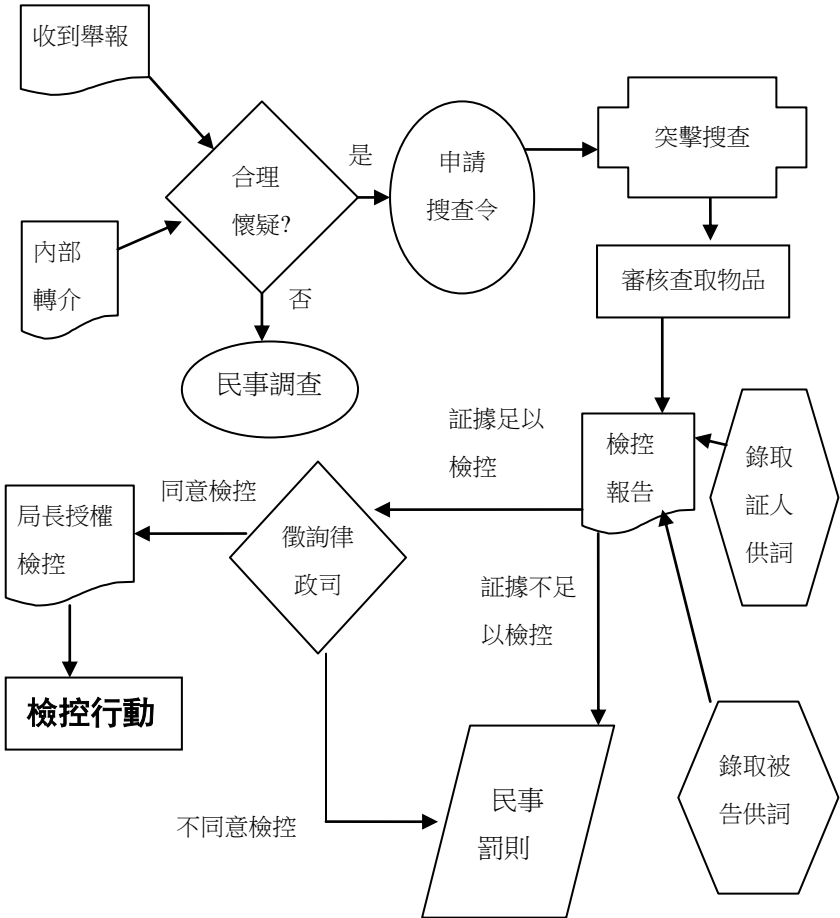 收到舉報
合理
懷疑?
是
申請
搜查令
突擊搜查
內部
轉介
否
審核查取物品
民事調查
証據足以
檢控
檢控
報告
錄取
証人
供詞
同意檢控
局長授權
檢控
徵詢律
政司
証據不足
以檢控
檢控行動
不同意檢控
民事
罰則
錄取被
告供詞